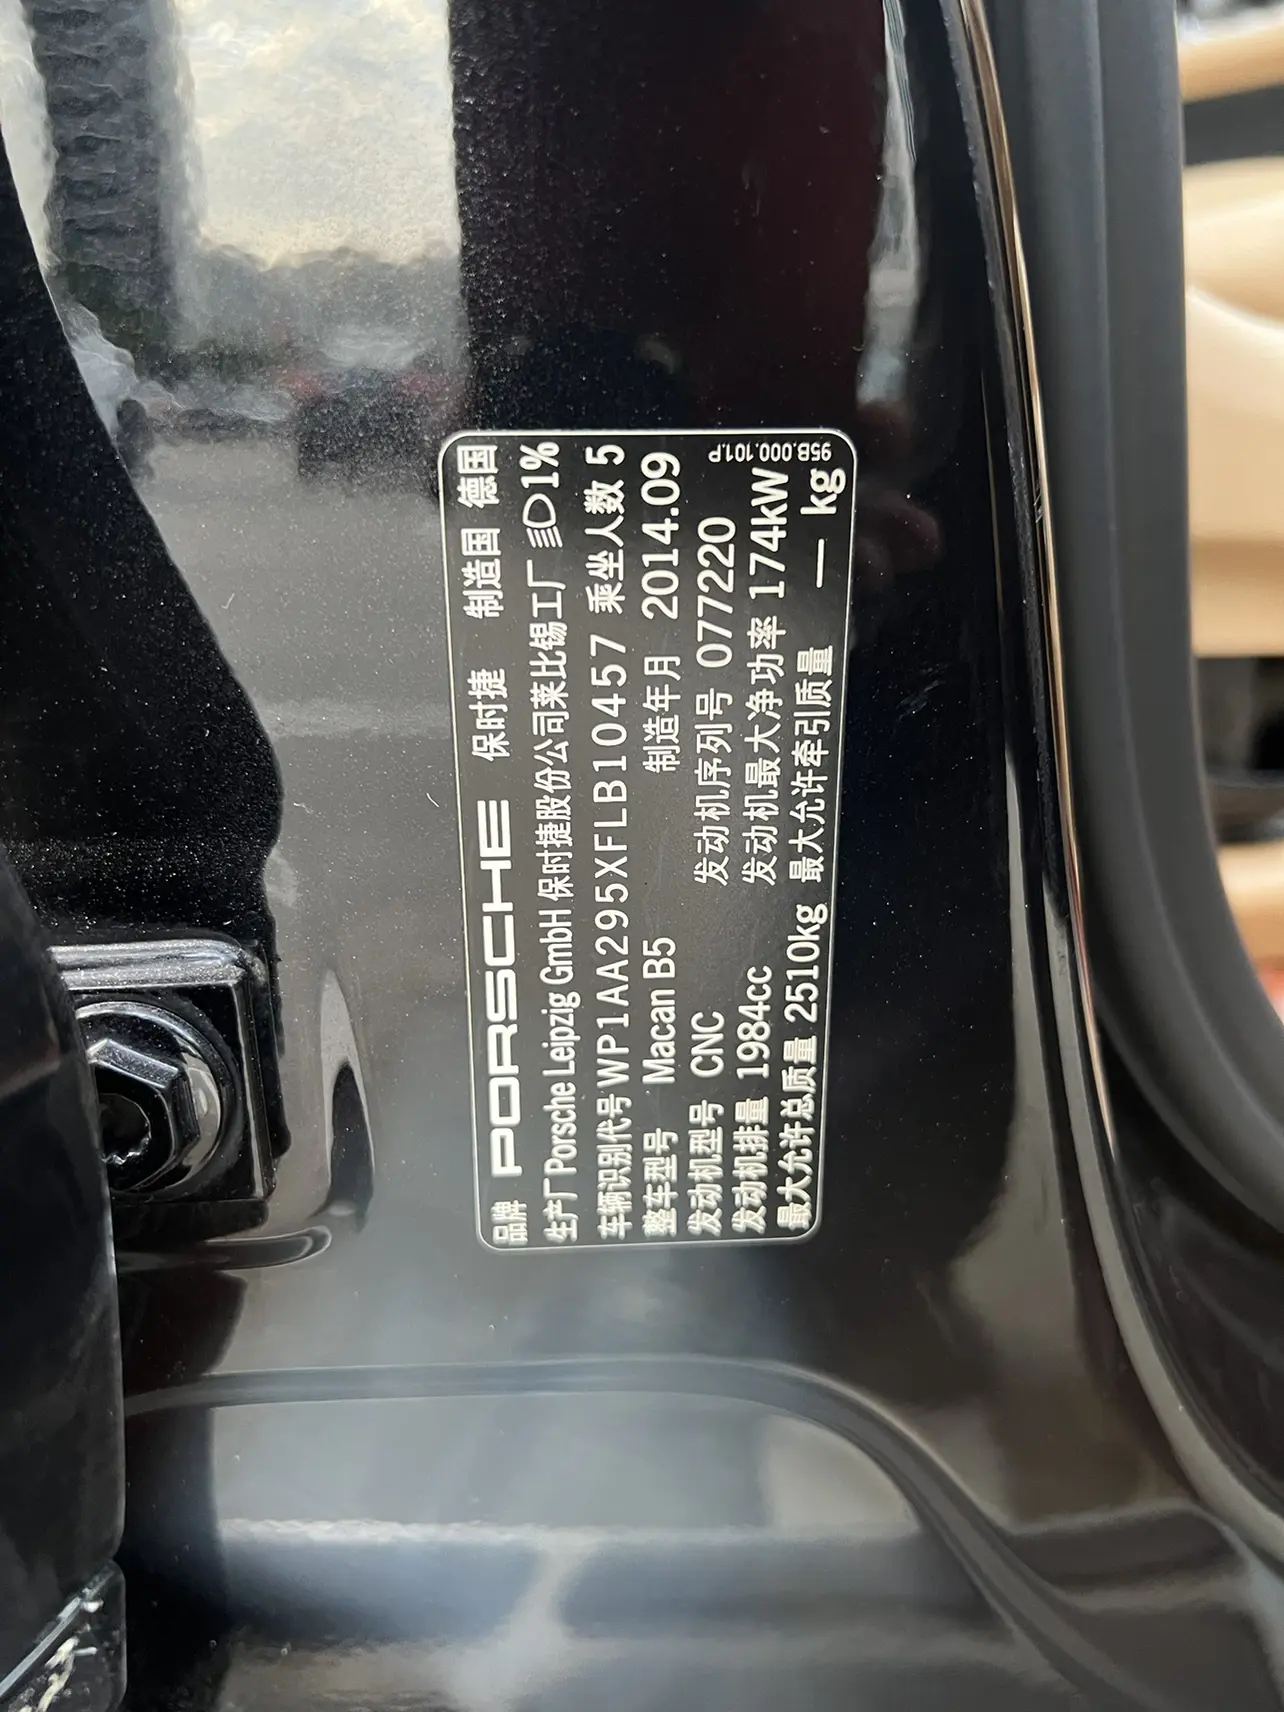 品牌 PORSCHE 保时捷 制造国 德国
生产厂 Porsche Leipzig GmbH 保时捷股份公司莱比锡工厂 1%
车辆识别代号 WP1AA295XFLB10457 乘坐人数 5
整车型号 Macan B5 制造年月 2014.09
发动机型号 CNC 发动机序列号 077220
发动机排量 1984cc 发动机最大净功率 174kW
最大允许总质量 2510kg 最大允许牵引质量 — kg
95B.000.101.P